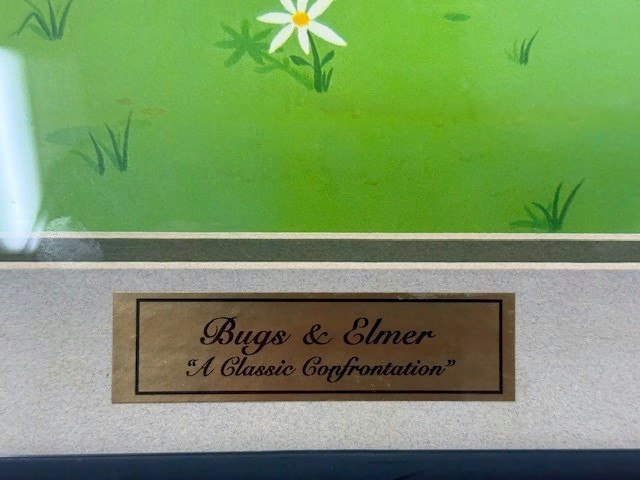 Bugs & Elmer
“A Classic Confrontation”